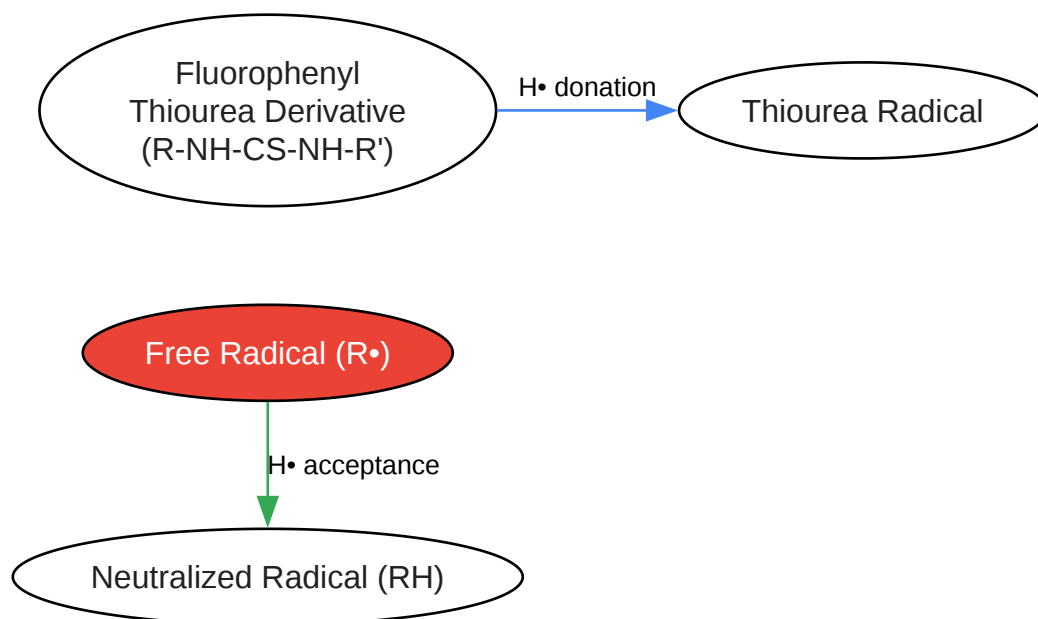 Fluorophenyl
Thiourea Derivative
(R-NH-CS-NH-R')
H• donation
Thiourea Radical
Free Radical (R•)
H• acceptance
Neutralized Radical (RH)